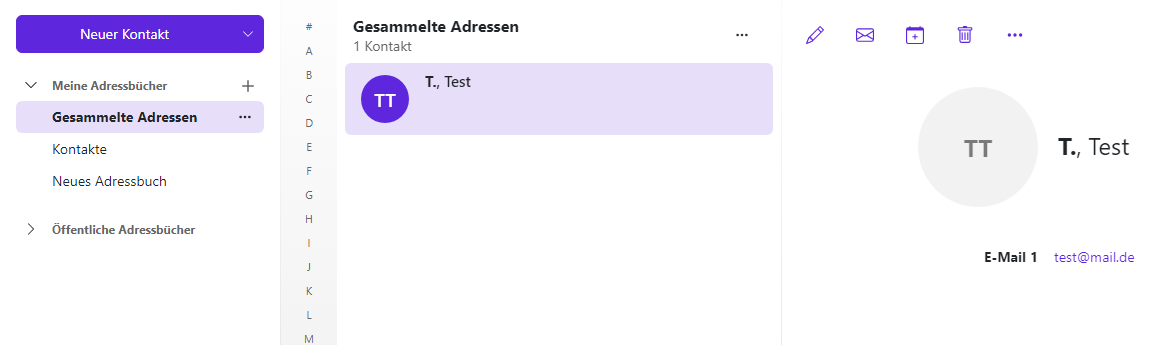 Neuer Kontakt
Meine Adressbücher
Gesammelte Adressen
Kontakte
Neues Adressbuch
Öffentliche Adressbücher
#
A
B
C
D
E
F
G
H
I
J
K
L
M
Gesammelte Adressen
1 Kontakt
TT
T., Test
TT
T., Test
E-Mail 1 test@mail.de